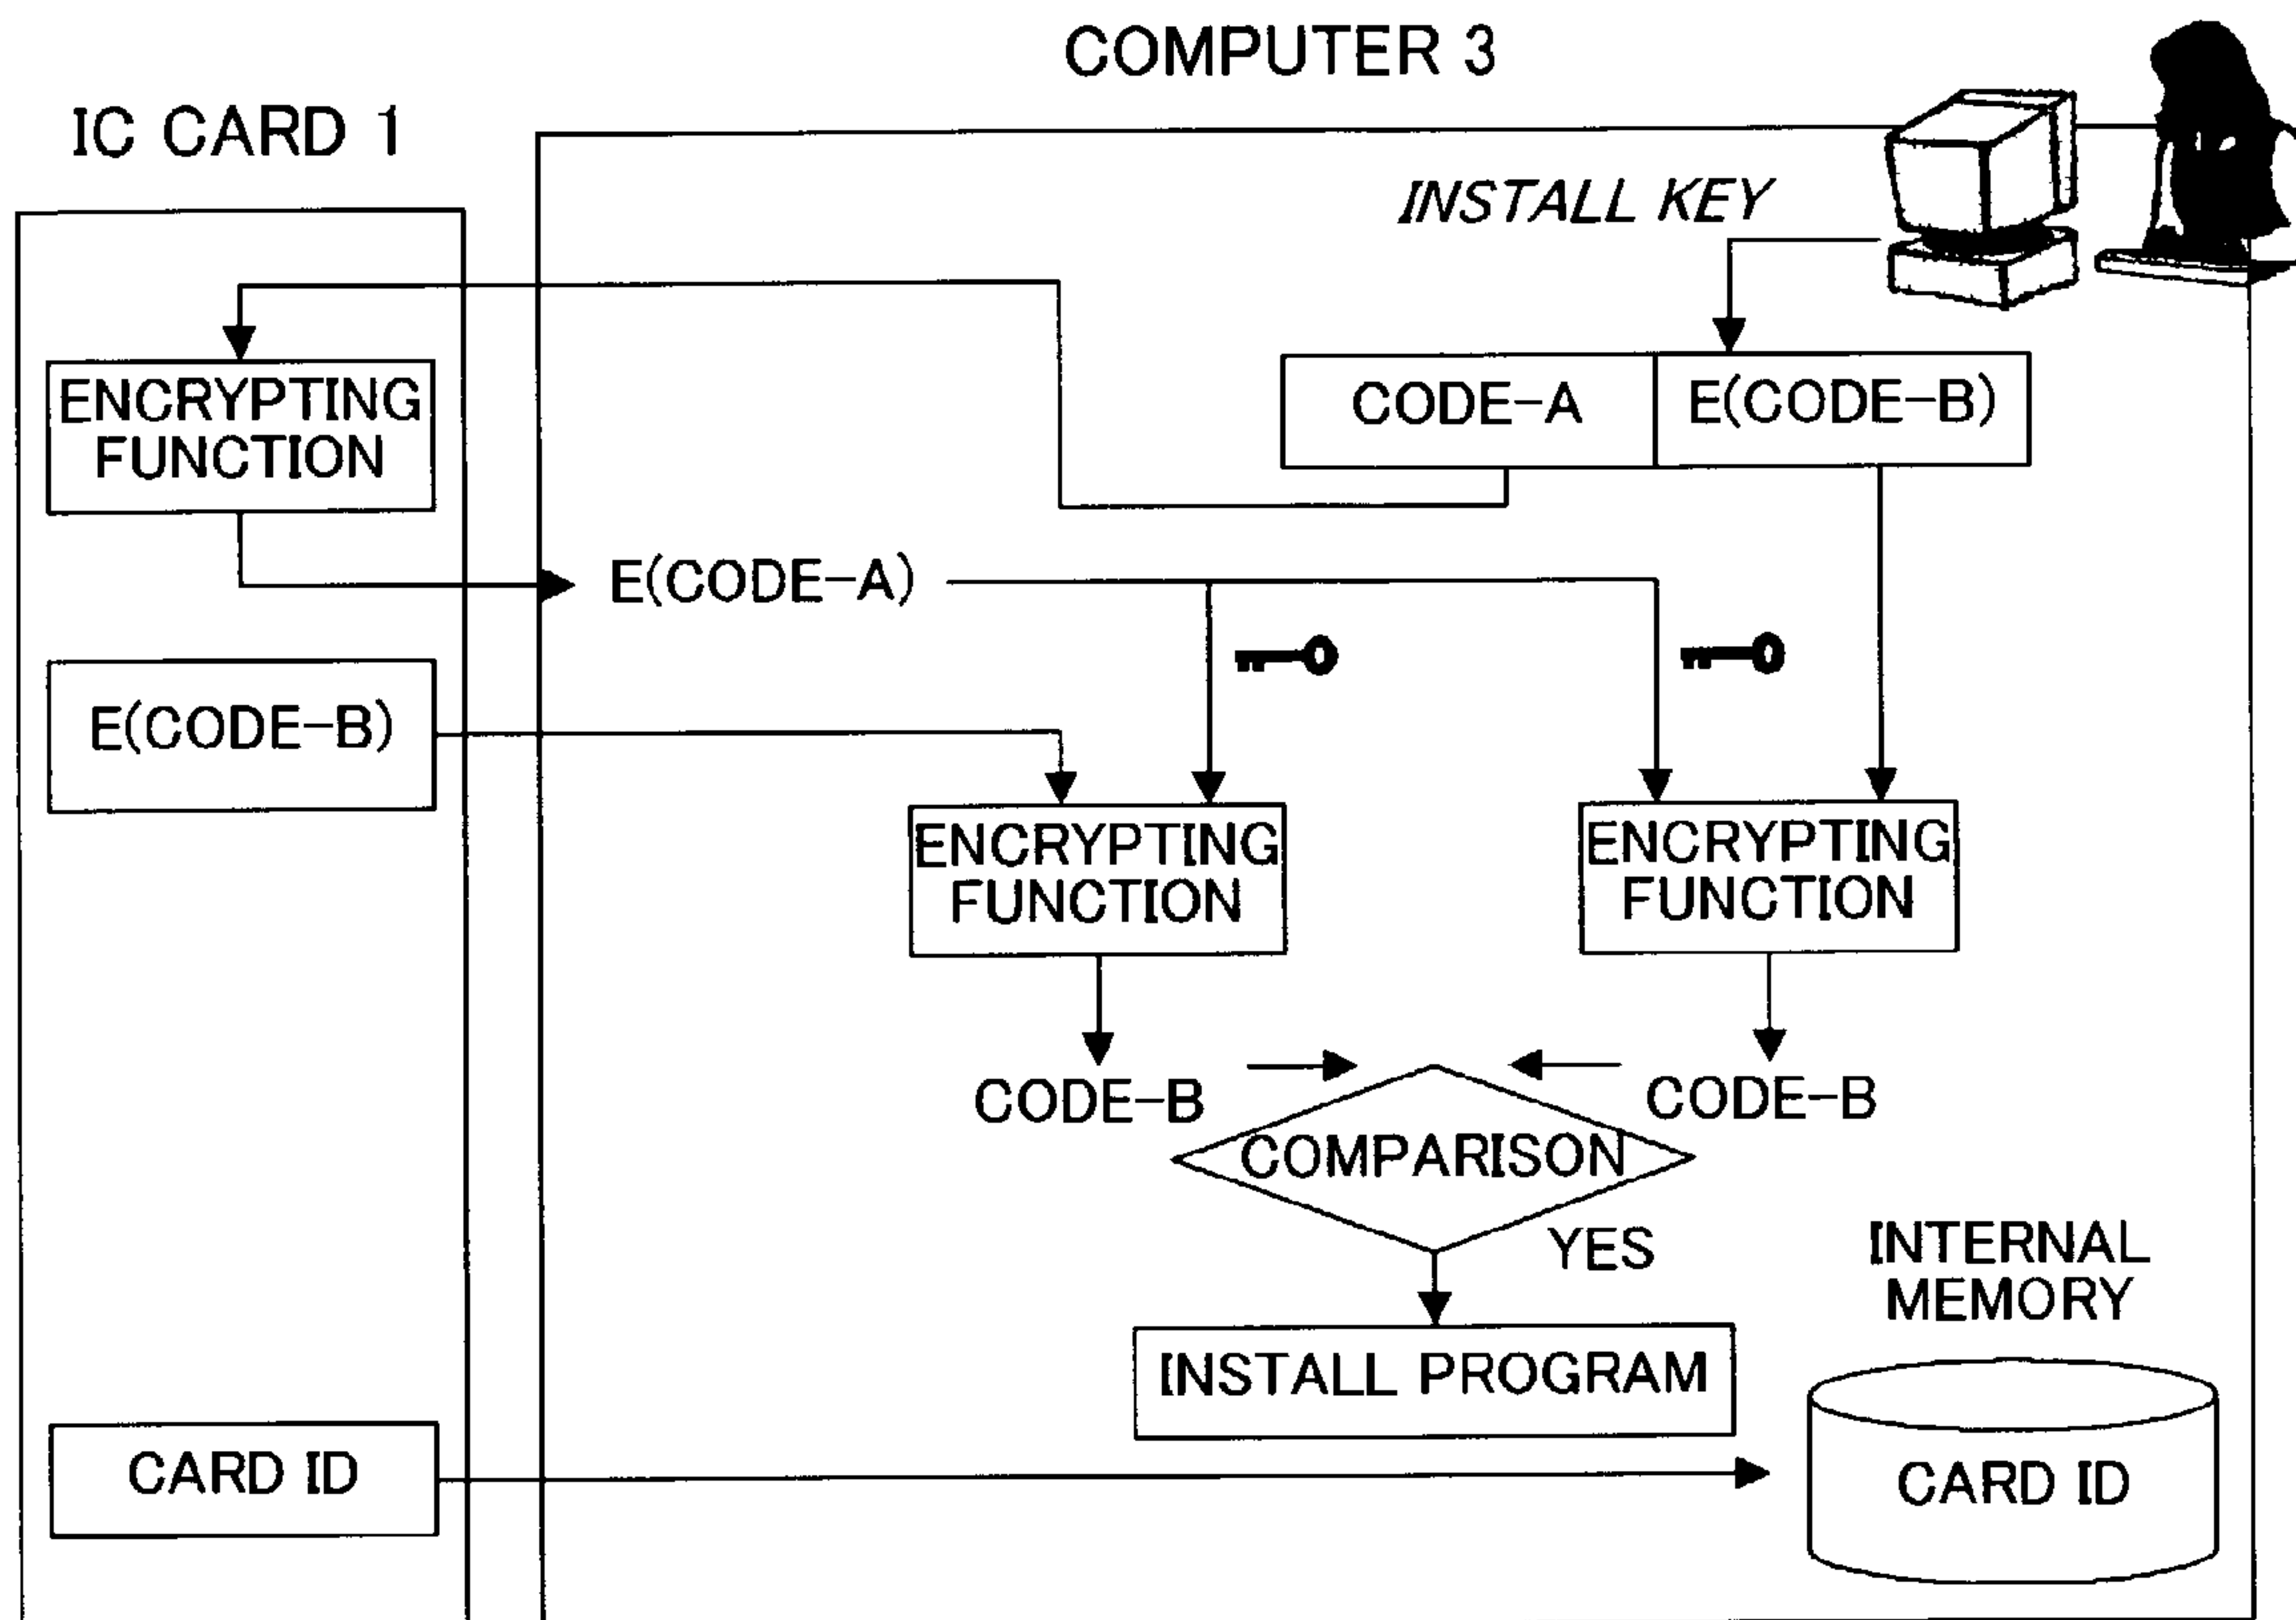 COMPUTER 3
IC CARD 1
INSTALL KEY
ENCRYPTING
FUNCTION
CODE-A
E(CODE-B)
E(CODE-A)
E(CODE-B)
ENCRYPTING
FUNCTION
ENCRYPTING
FUNCTION
CODE-B
CODE-B
COMPARISON
YES
INTERNAL
MEMORY
INSTALL PROGRAM
CARD ID
CARD ID